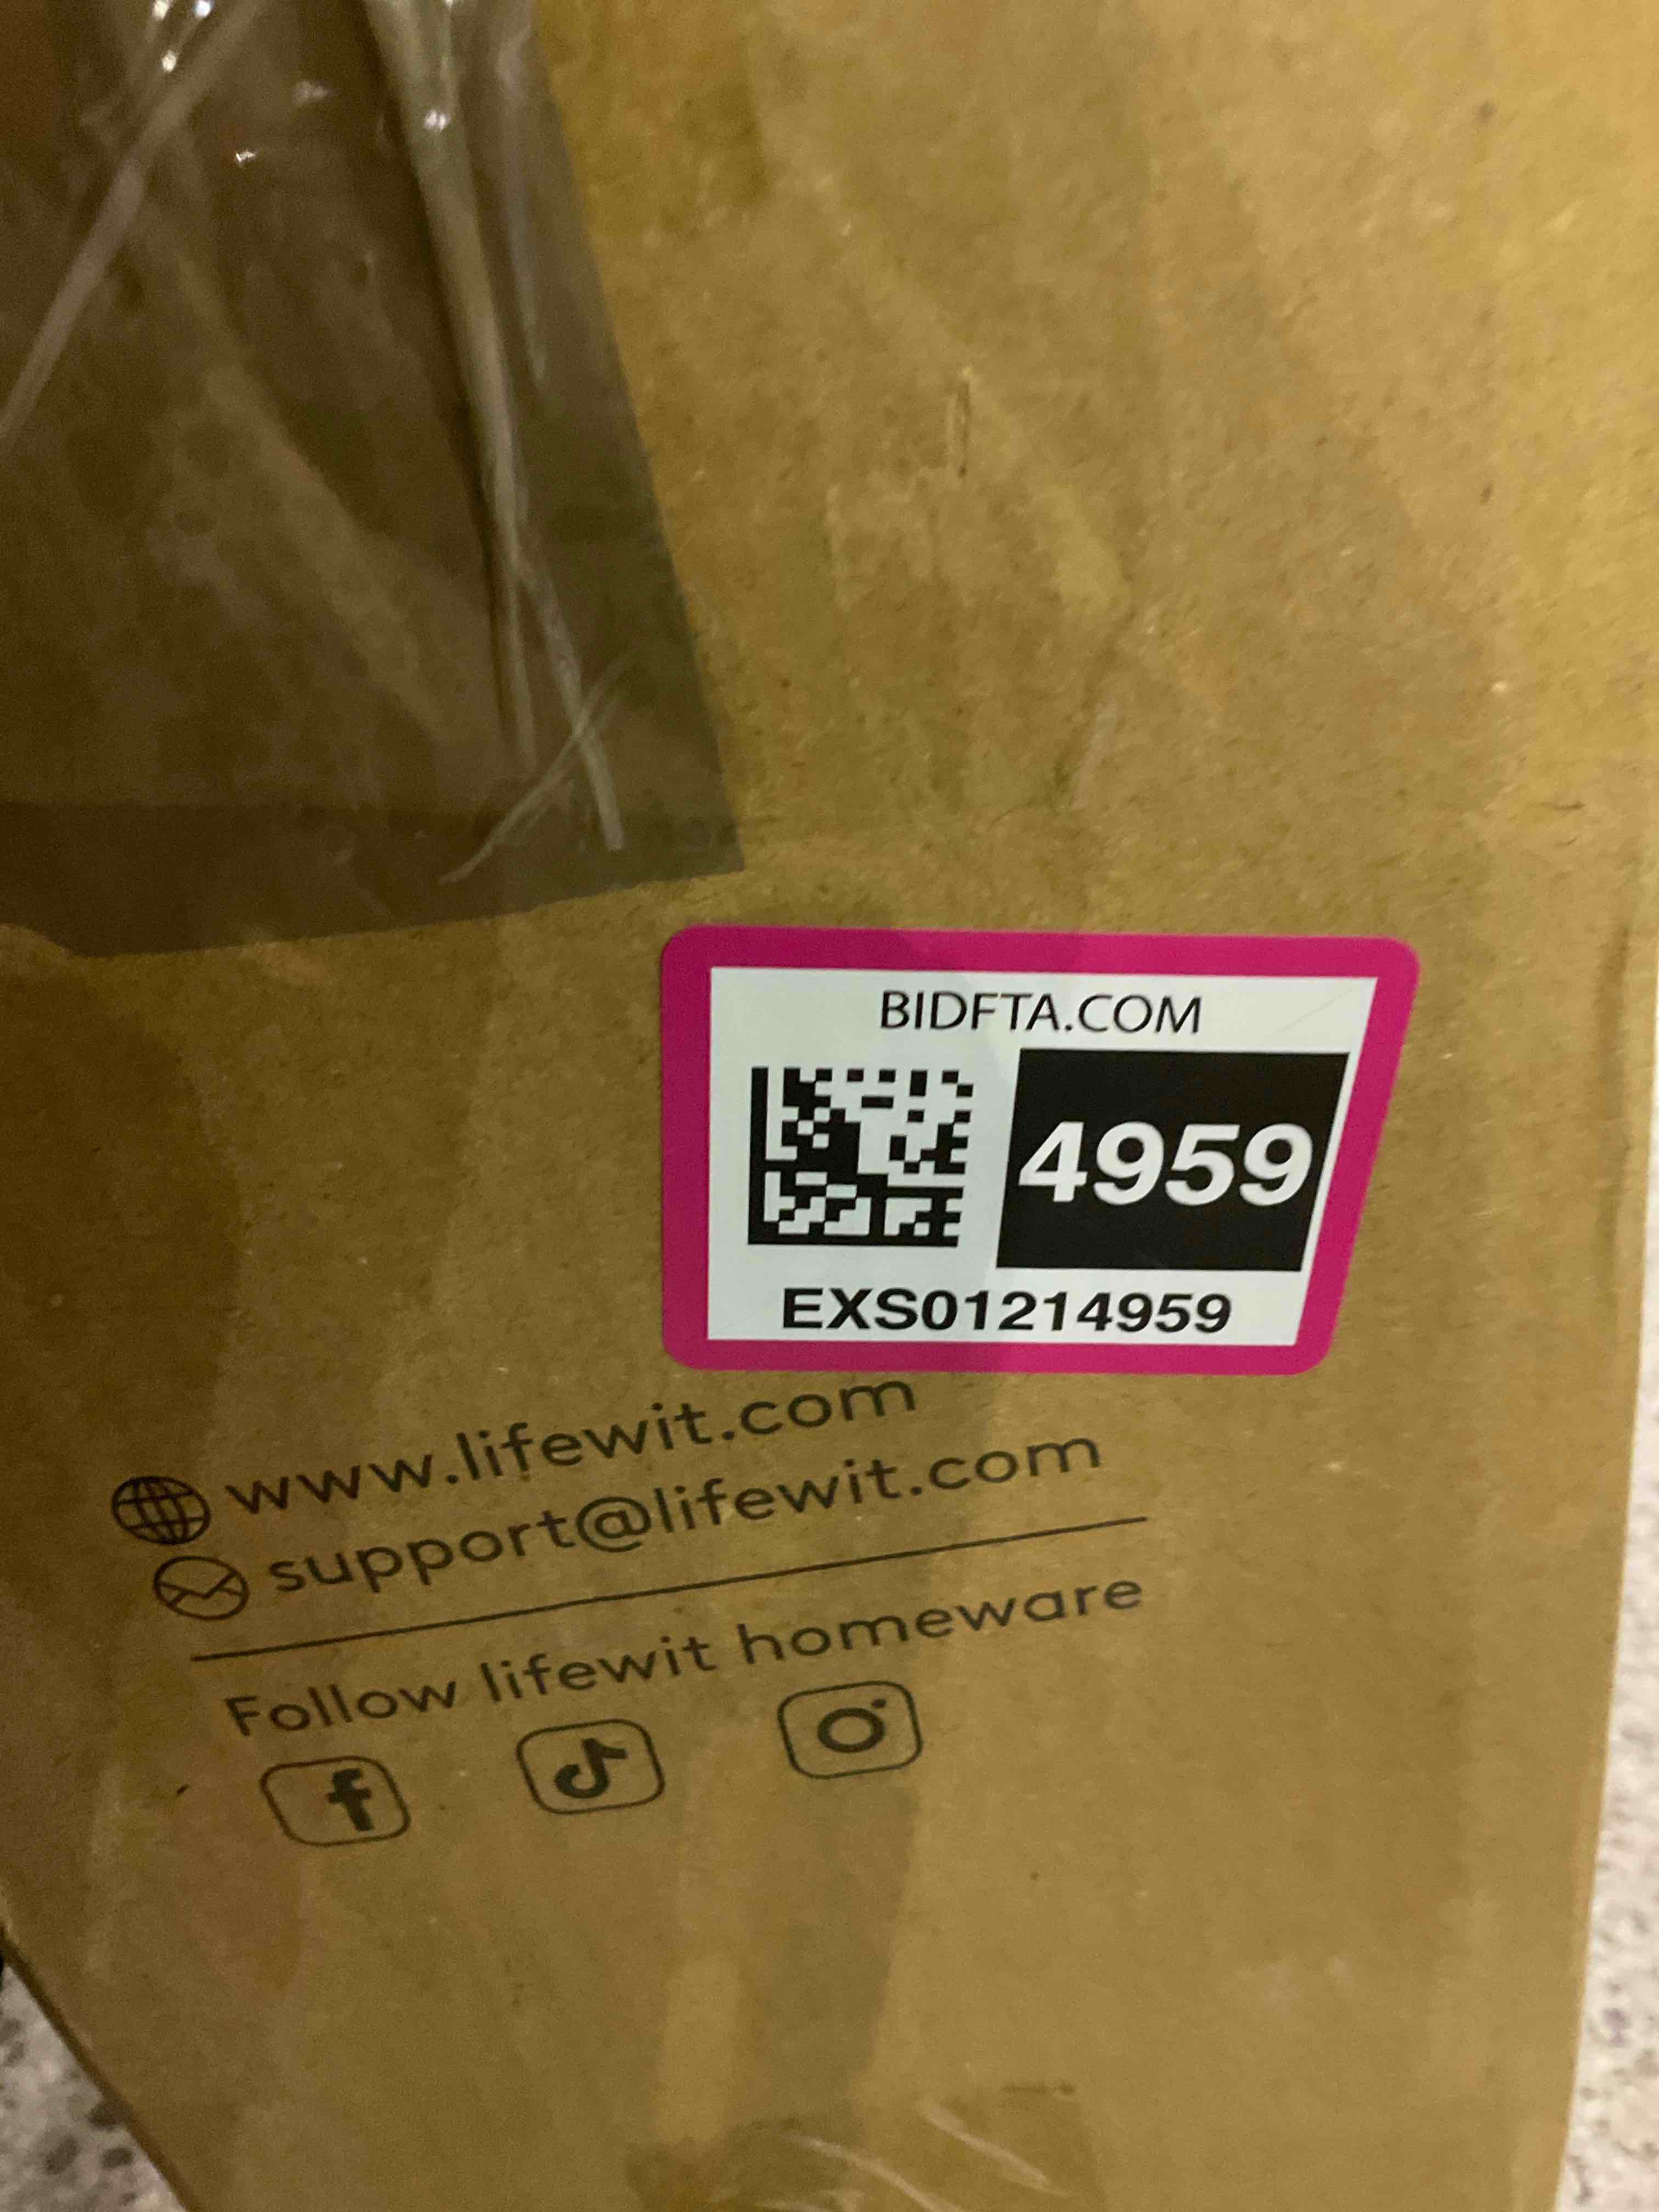 BIDFTA.COM
4959
EXS01214959
www.lifewit.com
support@lifewit.com
Follow lifewit homeware